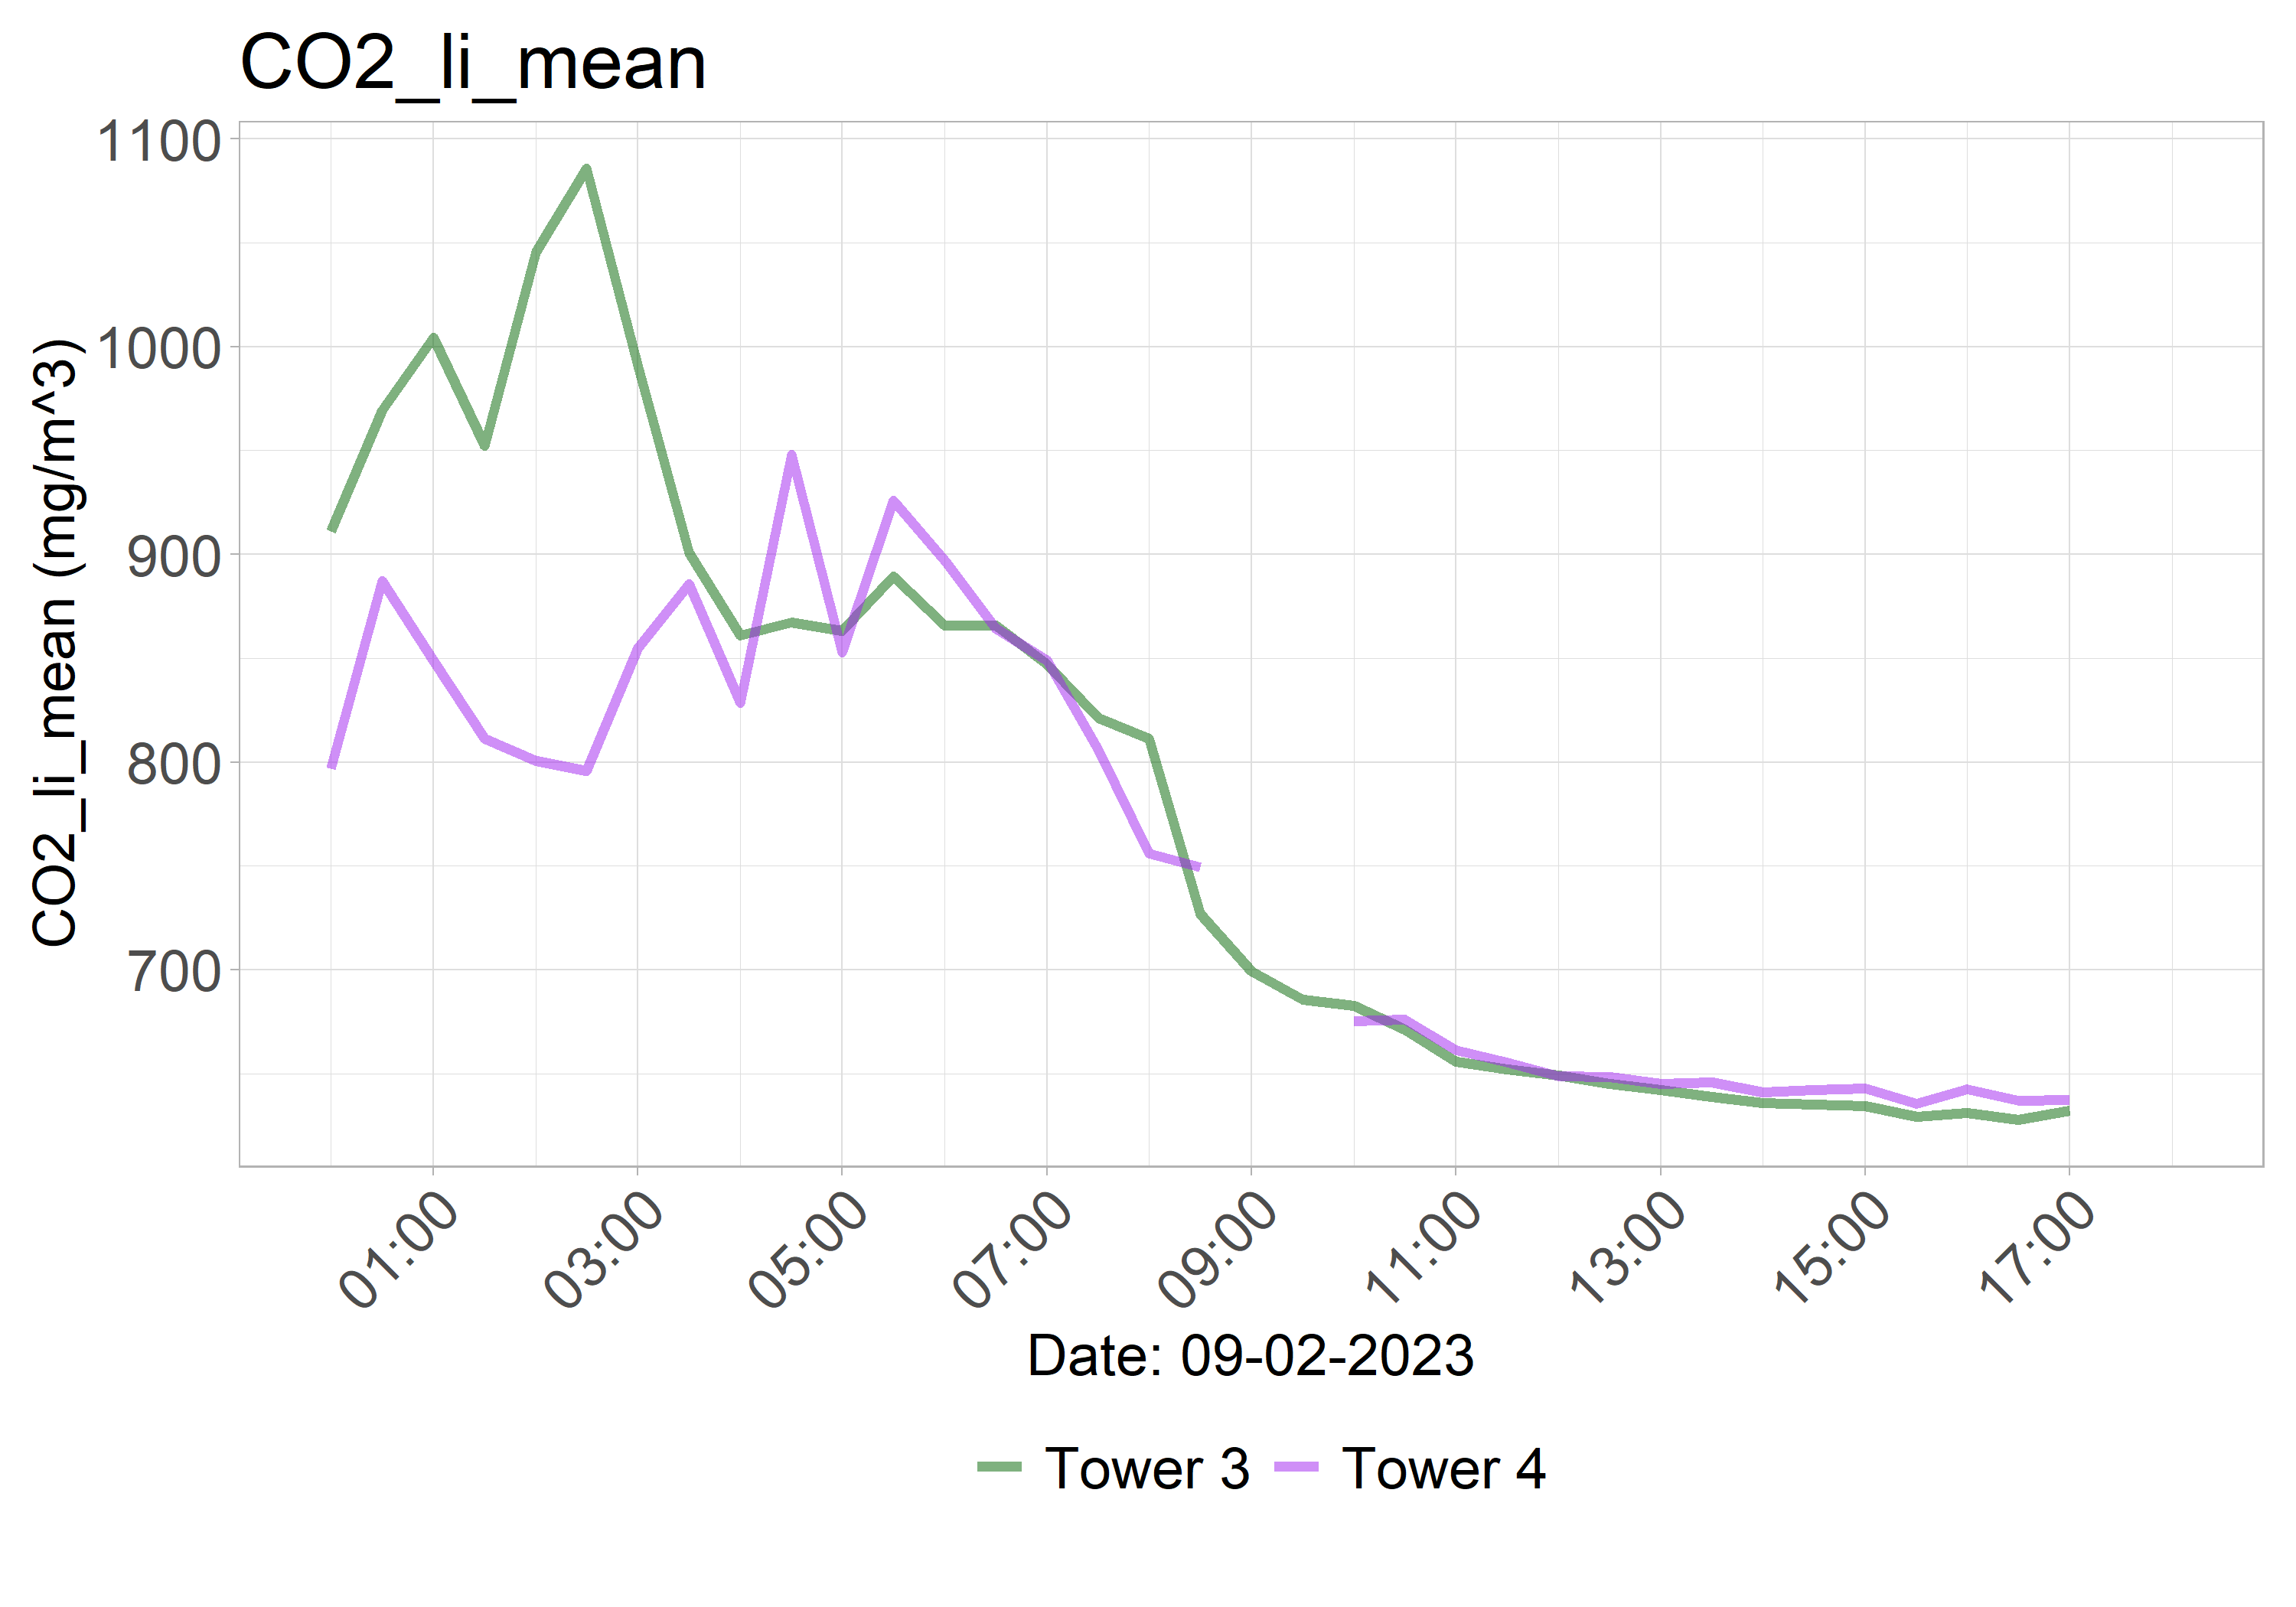 CO2_li_mean
CO2_li_mean (mg/m^3)
1100
1000
900
800
700
01:00 03:00 05:00 07:00 09:00 11:00 13:00 15:00 17:00
Date: 09-02-2023
Tower 3 Tower 4